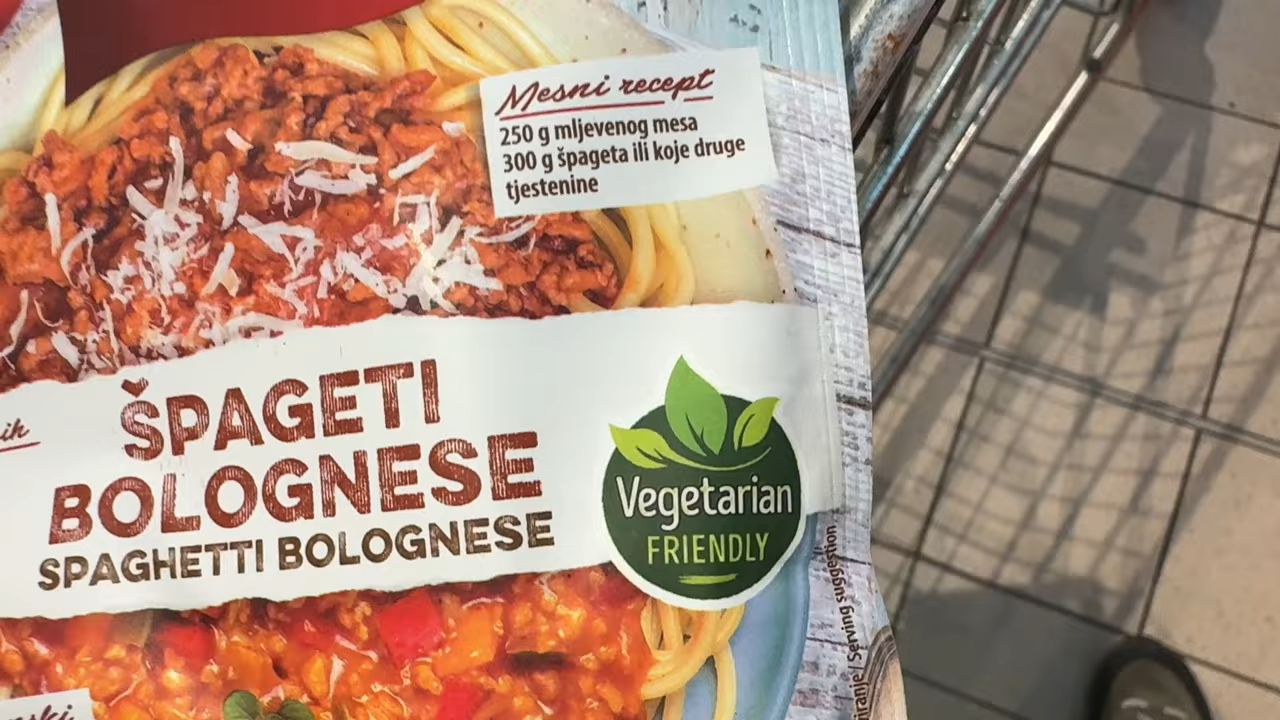 Mesni recept
250 g mljevenog mesa
300 g špageta ili koje druge
tjestenine
ŠPAGETI
BOLOGNESE
SPAGHETTI BOLOGNESE
Vegetarian
FRIENDLY
Serving suggestion